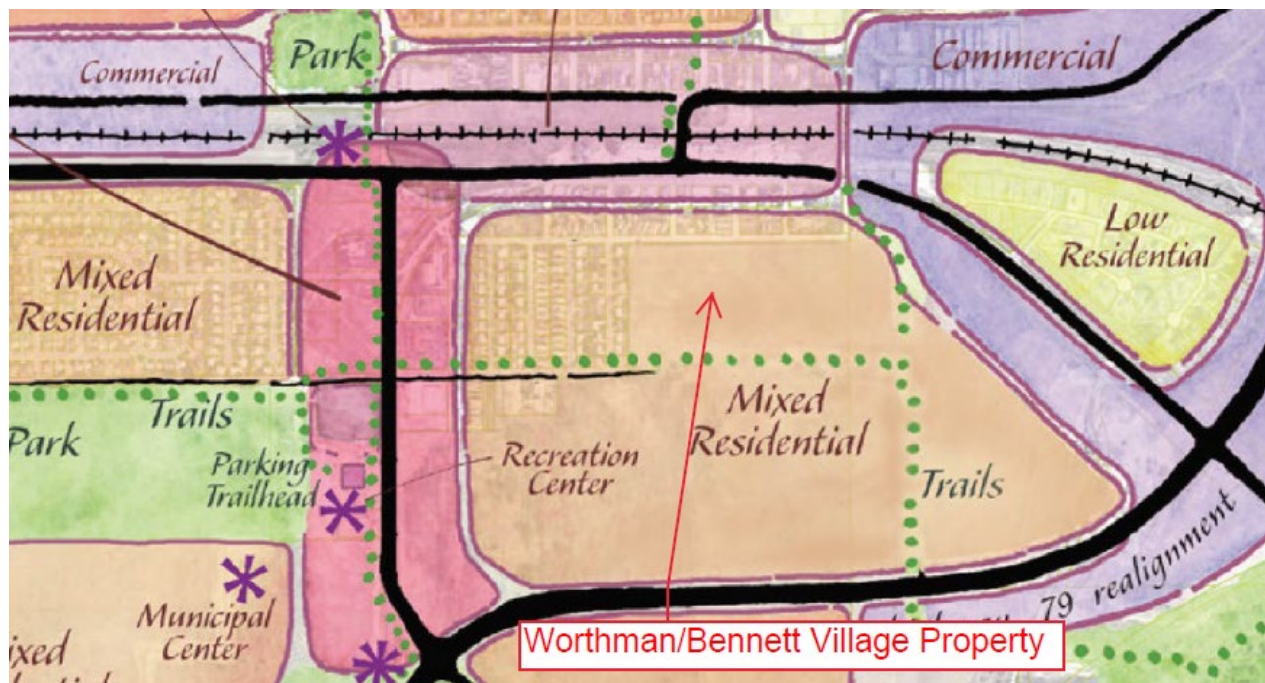 Commercial
Park
Commercial
Low
Residential
Mixed
Residential
Trails
Park
Parking
Trailhead
Recreation
Center
Mixed
Residential
Trails
Municipal
Center
79 realignment
Worthman/Bennett Village Property